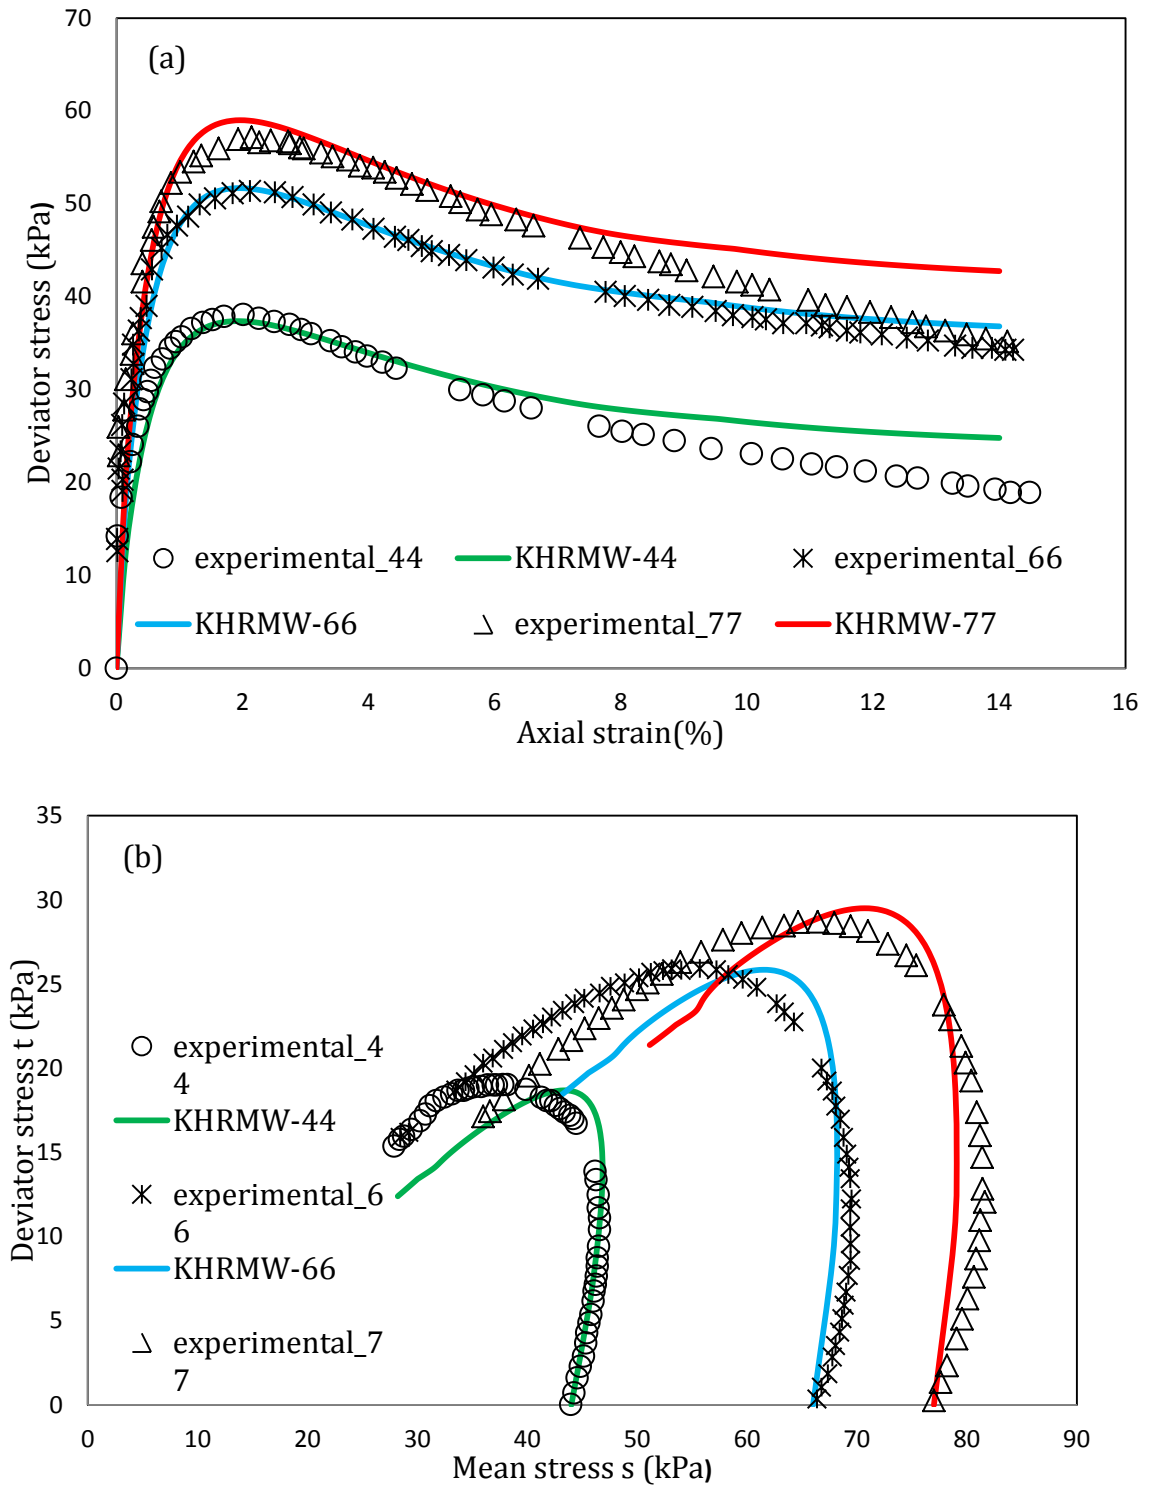 70
(a)
60
50
40
30
20
10
0
Deviator stress (kPa)
experimental_44
KHRMW-44
experimental_66
KHRMW-66
experimental_77
KHRMW-77
0 2 4 6 8 10 12 14 16
Axial strain(%)
35
(b)
30
25
20
15
10
5
0
Deviator stress t (kPa)
experimental_4
4
KHRMW-44
experimental_6
6
KHRMW-66
experimental_7
7
0 10 20 30 40 50 60 70 80 90
Mean stress s (kPa)